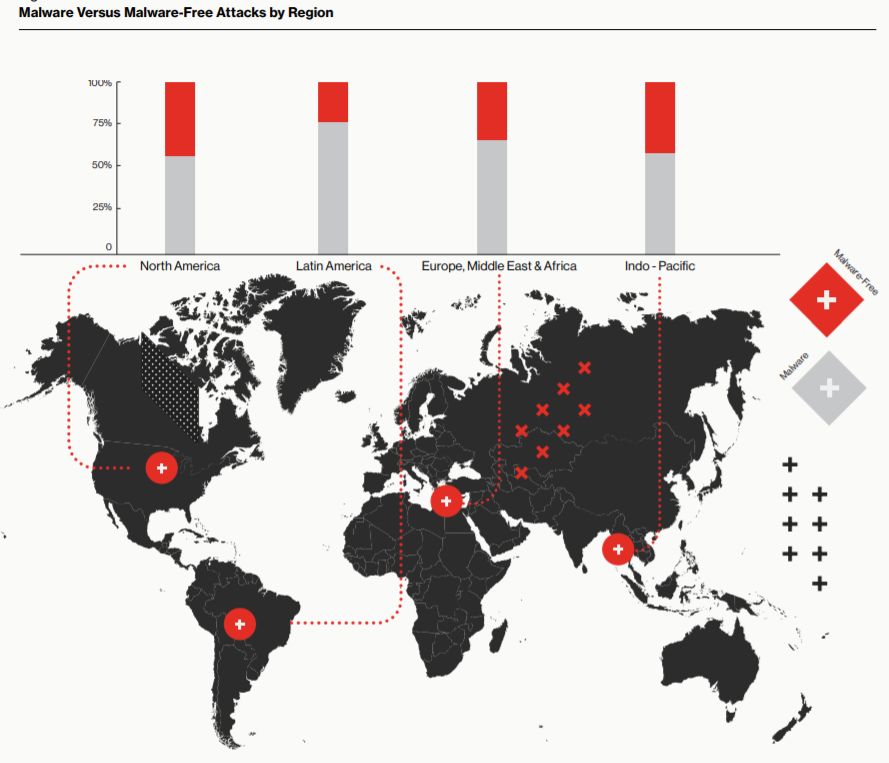 Malware Versus Malware-Free Attacks by Region
100%
75%
50%
25%
0
North America
Latin America
Europe, Middle East & Africa
Indo - Pacific
Malware-Free
Malware